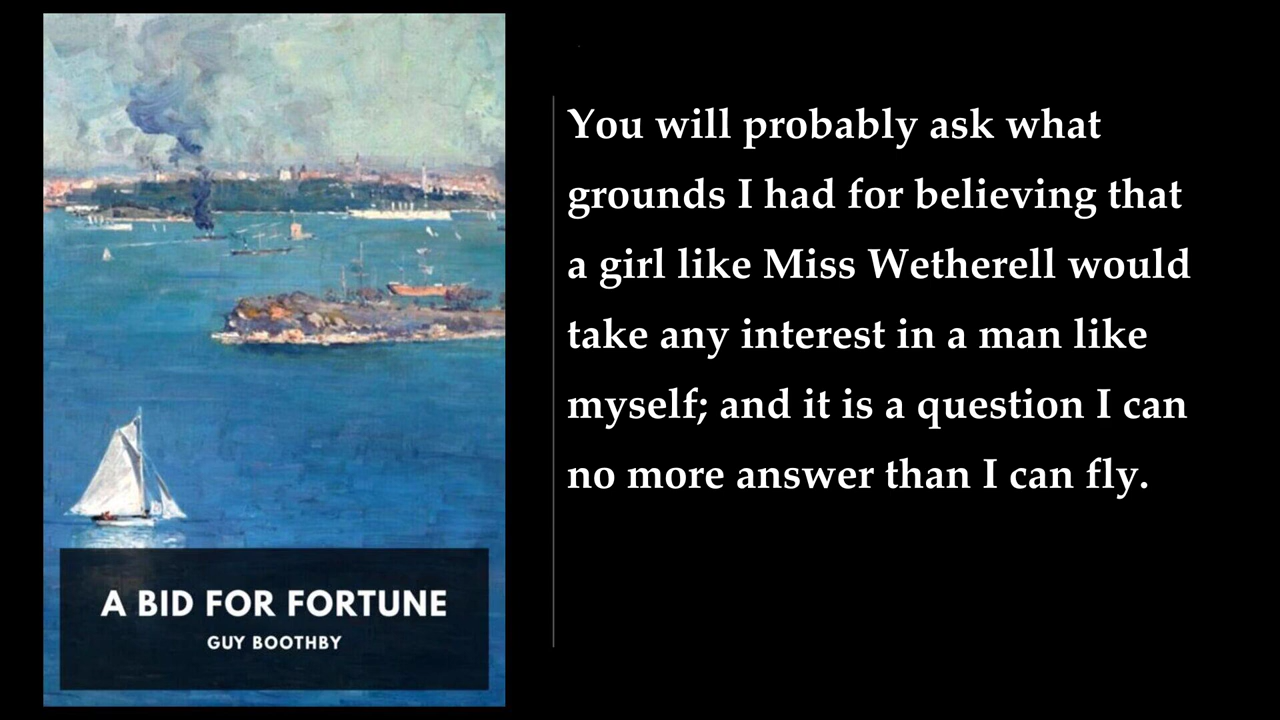 A BID FOR FORTUNE
GUY BOOTHBY
You will probably ask what
grounds I had for believing that
a girl like Miss Wetherell would
take any interest in a man like
myself; and it is a question I can
no more answer than I can fly.